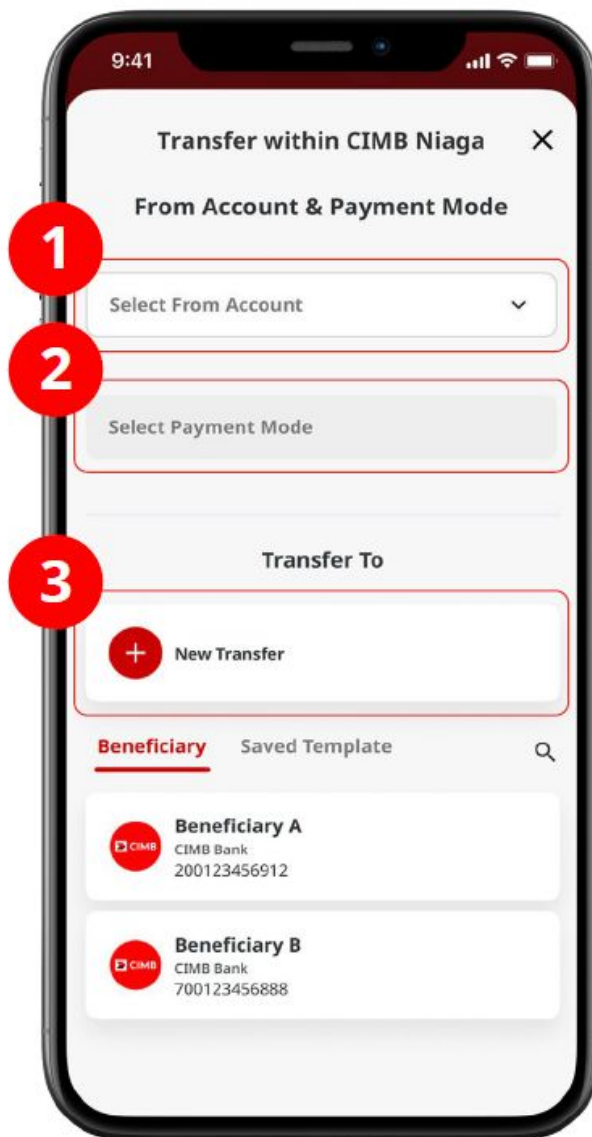 9:41
Transfer within CIMB Niaga
From Account & Payment Mode
1
Select From Account
2
Select Payment Mode
Transfer To
3
New Transfer
Beneficiary Saved Template
Beneficiary A
CIMB
CIMB Bank
200123456912
Beneficiary B
CIMB
CIMB Bank
700123456888